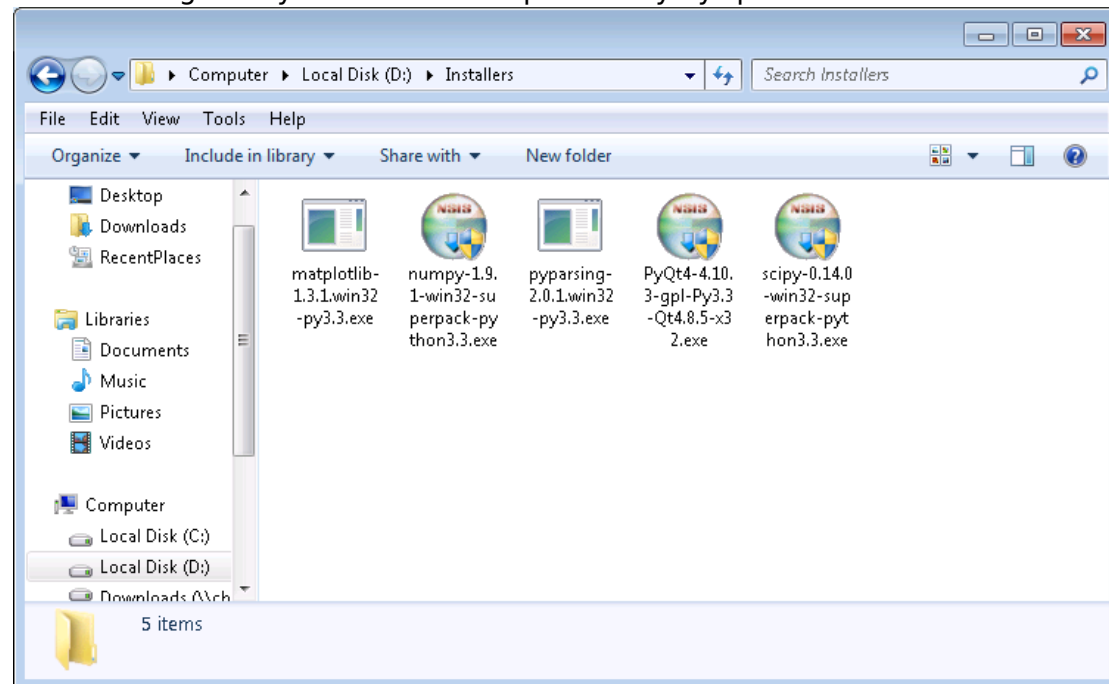 Computer ▸ Local Disk (D:) ▸ Installers
Search Installers
File Edit View Tools Help
Organize Include in library Share with New folder
Desktop
Downloads
RecentPlaces
Libraries
Documents
Music
Pictures
Videos
Computer
Local Disk (C:)
Local Disk (D:)
Downloads (\\ch
NSIS
NSIS
NSIS
matplotlib-
1.3.1.win32
-py3.3.exe
numpy-1.9.
1-win32-su
perpack-py
thon3.3.exe
pyparsing-
2.0.1.win32
-py3.3.exe
PyQt4-4.10.
3-gpl-Py3.3
-Qt4.8.5-x3
2.exe
scipy-0.14.0
-win32-sup
erpack-pyt
hon3.3.exe
5 items